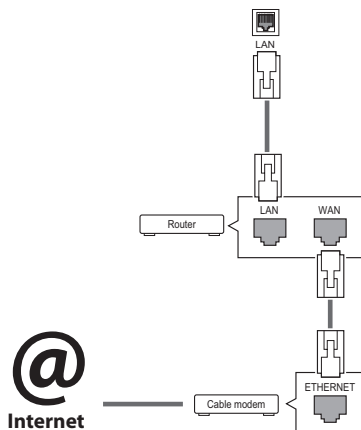 LAN
LAN WAN
Router
ETHERNET
@
Cable modem
Internet